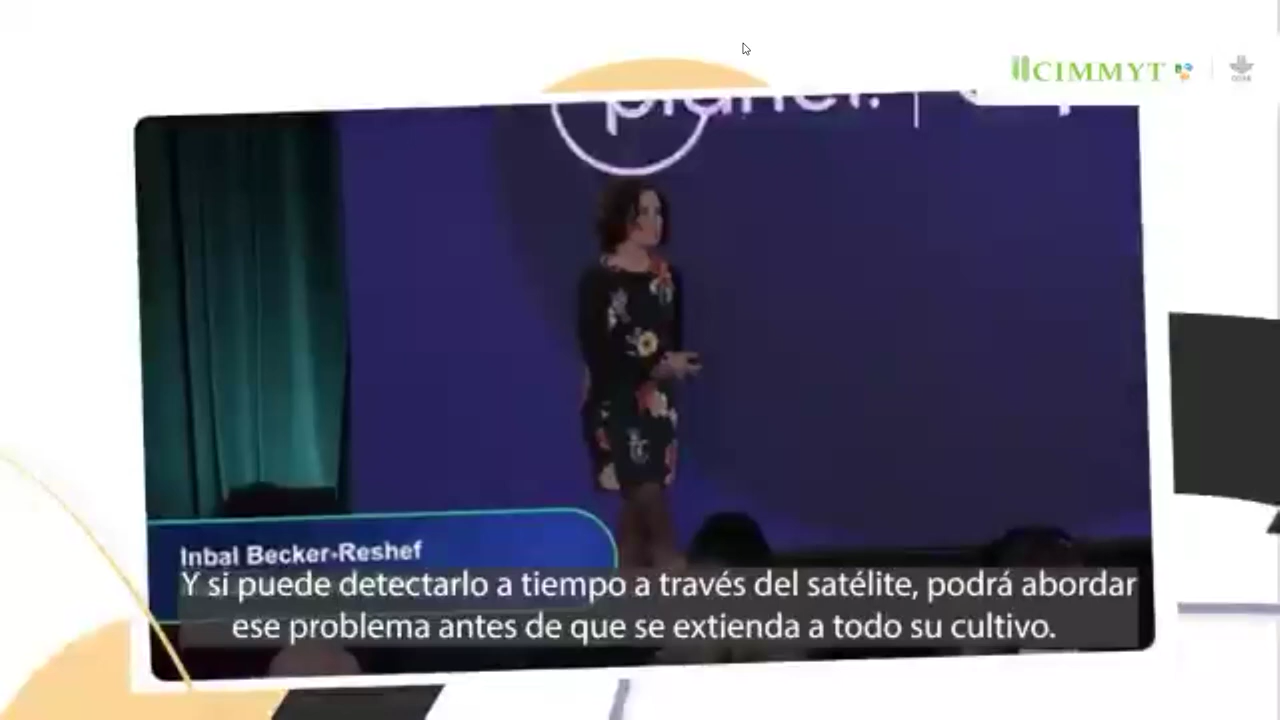 CIMMYT
planet.
Inbal Becker-Reshef
Y si puede detectarlo a tiempo a través del satélite, podrá abordar
ese problema antes de que se extienda a todo su cultivo.